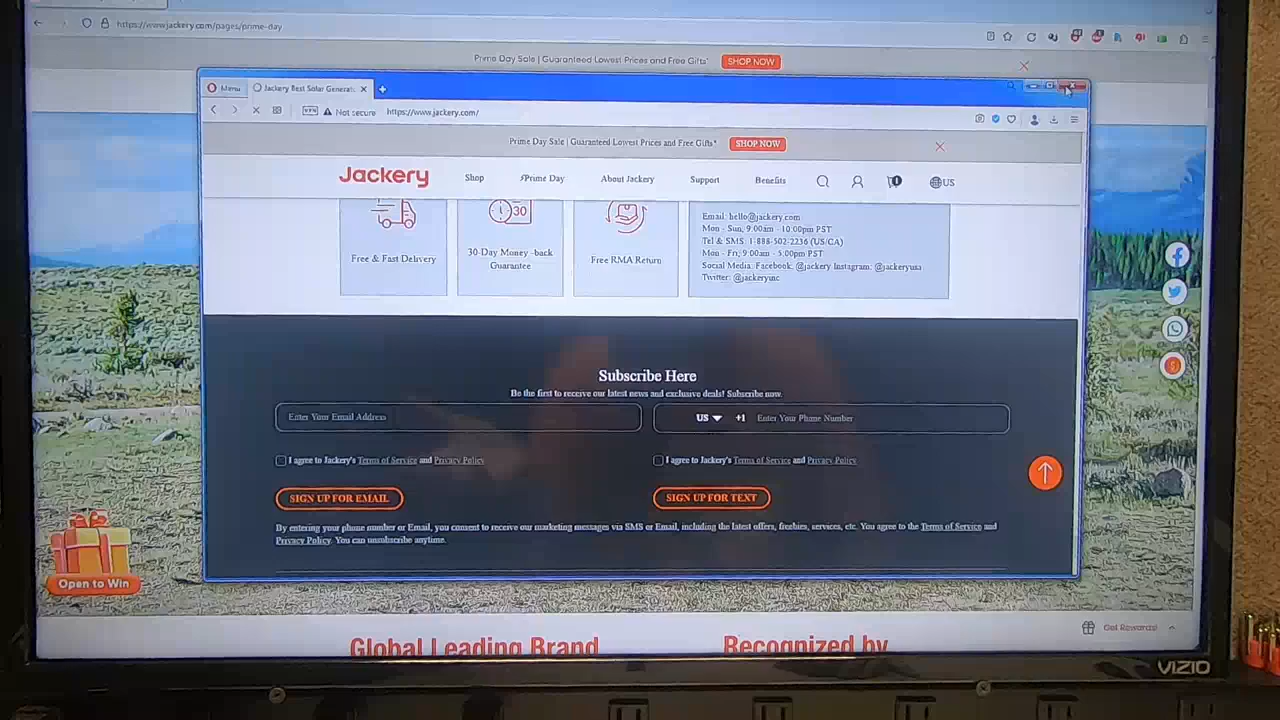 https://www.jackery.com/pages/prime-day
Prime Day Sale | Guaranteed Lowest Prices and Free Gifts*
SHOP NOW
Menu
Jackery Best Solar Generat
VPN
Not secure
https://www.jackery.com/
Prime Day Sale | Guaranteed Lowest Prices and Free Gifts*
SHOP NOW
Jackery
Shop
⚡Prime Day
About Jackery
Support
Benefits
1
US
30
Free & Fast Delivery
30-Day Money -back
Guarantee
Free RMA Return
Email: hello@jackery.com
Mon - Sun, 9:00am - 10:00pm PST
Tel & SMS: 1-888-502-2236 (US/CA)
Mon - Fri, 9:00am - 5:00pm PST
Social Media: Facebook: @jackery Instagram: @jackeryusa
Twitter: @jackeryinc
Subscribe Here
Be the first to receive our latest news and exclusive deals! Subscribe now.
Enter Your Email Address
US
+1
Enter Your Phone Number
I agree to Jackery's Terms of Service and Privacy Policy
I agree to Jackery's Terms of Service and Privacy Policy
SIGN UP FOR EMAIL
SIGN UP FOR TEXT
By entering your phone number or Email, you consent to receive our marketing messages via SMS or Email, including the latest offers, freebies, services, etc. You agree to the Terms of Service and
Privacy Policy. You can unsubscribe anytime.
Open to Win
Get Rewards!
Global Leading Brand
Recognized by
VIZIO